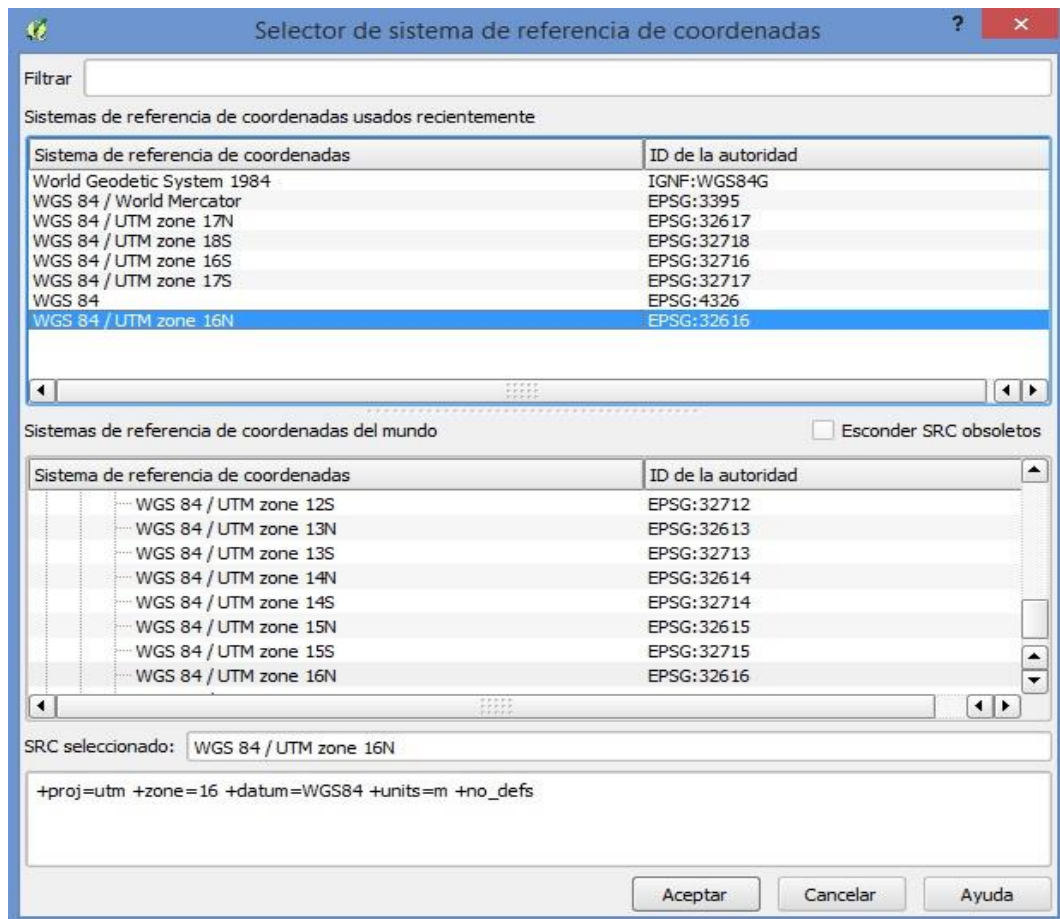 Selector de sistema de referencia de coordenadas ? ×
Filtrar
Sistemas de referencia de coordenadas usados recientemente
Sistema de referencia de coordenadas ID de la autoridad
World Geodetic System 1984 IGNF:WGS84G
WGS 84 / World Mercator EPSG:3395
WGS 84 / UTM zone 17N EPSG:32617
WGS 84 / UTM zone 18S EPSG:32718
WGS 84 / UTM zone 16S EPSG:32716
WGS 84 / UTM zone 17S EPSG:32717
WGS 84 EPSG:4326
WGS 84 / UTM zone 16N EPSG:32616
Sistemas de referencia de coordenadas del mundo Esconder SRC obsoletos
Sistema de referencia de coordenadas ID de la autoridad
WGS 84 / UTM zone 12S EPSG:32712
WGS 84 / UTM zone 13N EPSG:32613
WGS 84 / UTM zone 13S EPSG:32713
WGS 84 / UTM zone 14N EPSG:32614
WGS 84 / UTM zone 14S EPSG:32714
WGS 84 / UTM zone 15N EPSG:32615
WGS 84 / UTM zone 15S EPSG:32715
WGS 84 / UTM zone 16N EPSG:32616
SRC seleccionado: WGS 84 / UTM zone 16N
+proj=utm +zone=16 +datum=WGS84 +units=m +no_defs
Aceptar Cancelar Ayuda